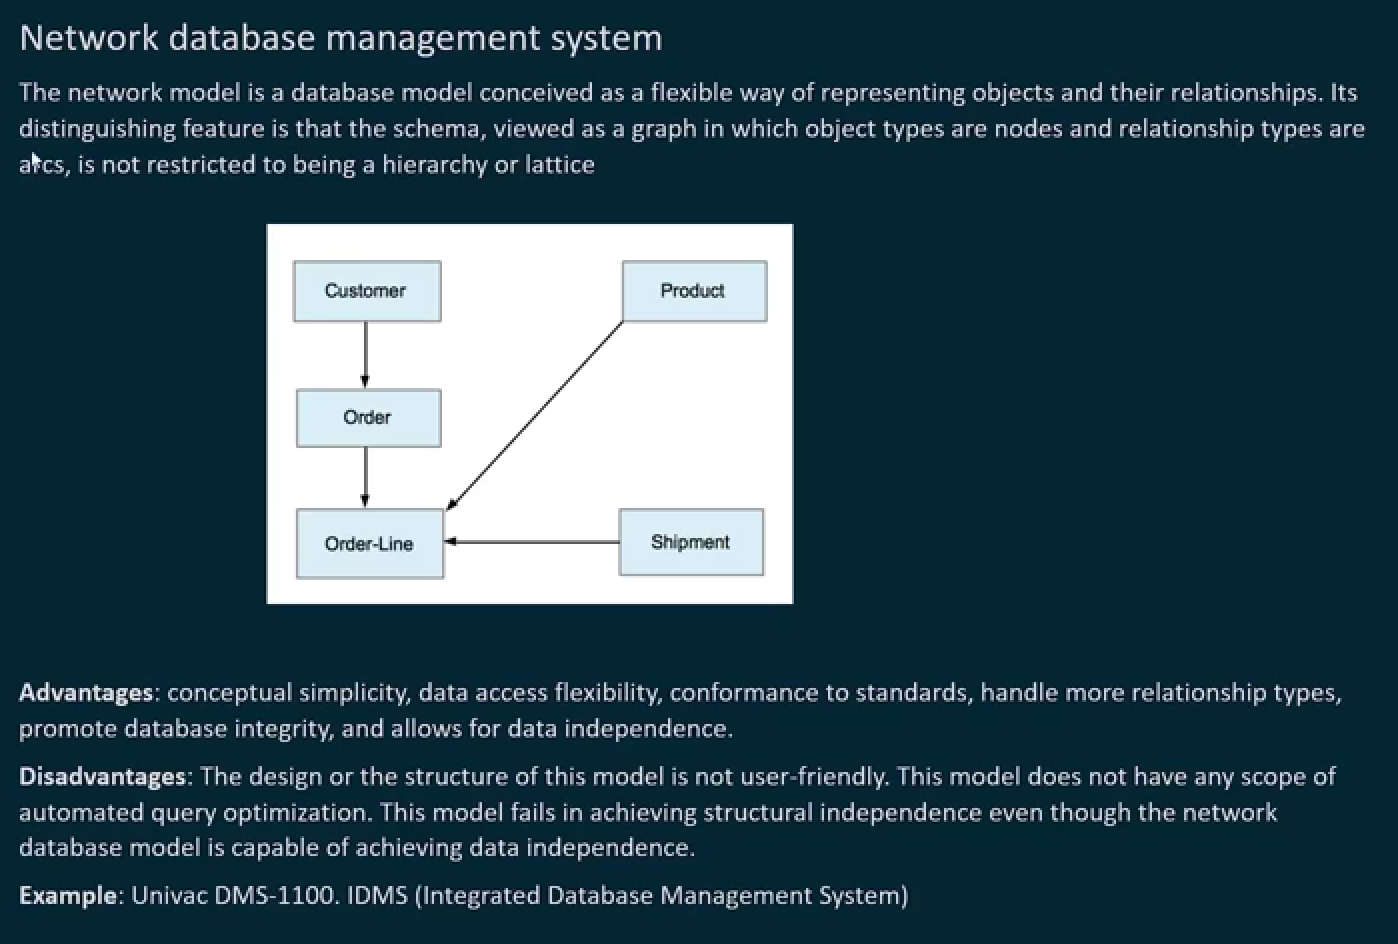 Network database management system
The network model is a database model conceived as a flexible way of representing objects and their relationships. Its
distinguishing feature is that the schema, viewed as a graph in which object types are nodes and relationship types are
arcs, is not restricted to being a hierarchy or lattice
Customer
Product
Order
Order-Line
Shipment
Advantages: conceptual simplicity, data access flexibility, conformance to standards, handle more relationship types,
promote database integrity, and allows for data independence.
Disadvantages: The design or the structure of this model is not user-friendly. This model does not have any scope of
automated query optimization. This model fails in achieving structural independence even though the network
database model is capable of achieving data independence.
Example: Univac DMS-1100. IDMS (Integrated Database Management System)